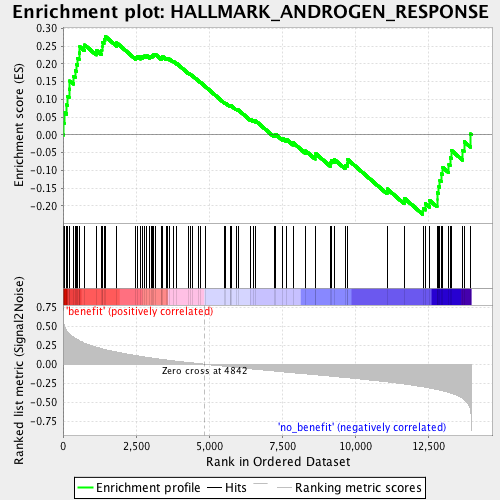 Enrichment plot: HALLMARK_ANDROGEN_RESPONSE
Enrichment score (ES)
0.30
0.25
0.20
0.15
0.10
0.05
0.00
-0.05
-0.10
-0.15
-0.20
Ranked list metric (Signal2Noise)
0.75
0.50
0.25
0.00
-0.25
-0.50
-0.75
'benefit' (positively correlated)
Zero cross at 4842
'no_benefit' (negatively correlated)
0
2,500
5,000
7,500
10,000
12,500
Rank in Ordered Dataset
Enrichment profile
Hits
Ranking metric scores